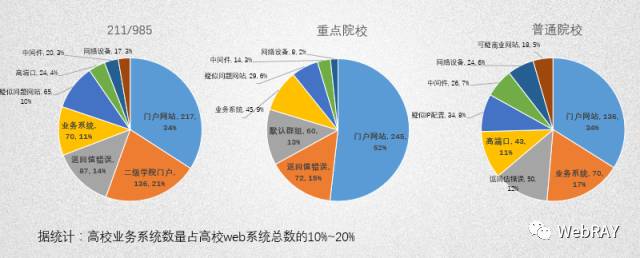 211/985
重点院校
普通院校
中间件, 20, 3%
网络设备, 17, 3%
高端口, 24, 4%
疑似问题网站, 65,
10%
业务系统,
70, 11%
返回值错误,
87, 14%
二级学院门户,
136, 21%
门户网站, 217,
34%
网络设备, 9, 2%
中间件, 14, 3%
疑似问题网站, 29, 6%
业务系统, 45, 9%
默认群组, 60,
13%
返回值错误,
72, 15%
门户网站, 245,
52%
可疑商业网站, 18, 5%
网络设备, 24, 6%
中间件, 26, 7%
疑似IP配置, 34, 8%
高端口, 43,
11%
返回值错误, 50,
12%
业务系统, 70,
17%
门户网站, 136,
34%
据统计：高校业务系统数量占高校web系统总数的10%~20%
WebRAY